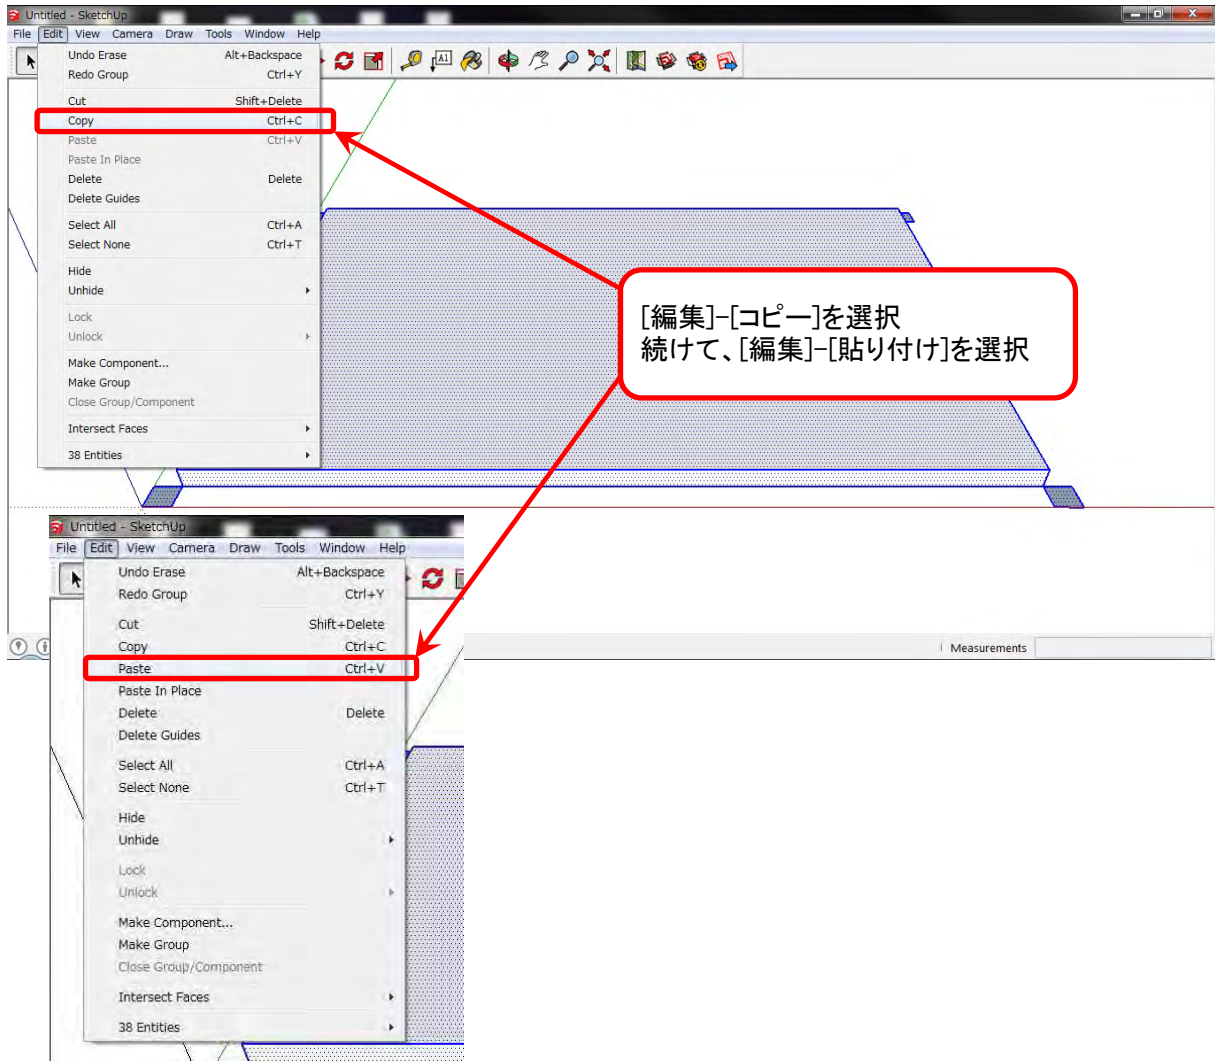 Untitled - SketchUp
File Edit View Camera Draw Tools Window Help
Undo Erase Alt+Backspace
Redo Group Ctrl+Y
A1
Cut Shift+Delete
Copy Ctrl+C
Paste Ctrl+V
Paste In Place
Delete Delete
Delete Guides
Select All Ctrl+A
Select None Ctrl+T
Hide
Unhide
Lock
Unlock
Make Component...
Make Group
Close Group/Component
Intersect Faces
38 Entities
[編集]-[コピー]を選択
続けて、[編集]-[貼り付け]を選択
Measurements
Untitled - SketchUp
File Edit View Camera Draw Tools Window Help
Undo Erase Alt+Backspace
Redo Group Ctrl+Y
Cut Shift+Delete
Copy Ctrl+C
Paste Ctrl+V
Paste In Place
Delete Delete
Delete Guides
Select All Ctrl+A
Select None Ctrl+T
Hide
Unhide
Lock
Unlock
Make Component...
Make Group
Close Group/Component
Intersect Faces
38 Entities